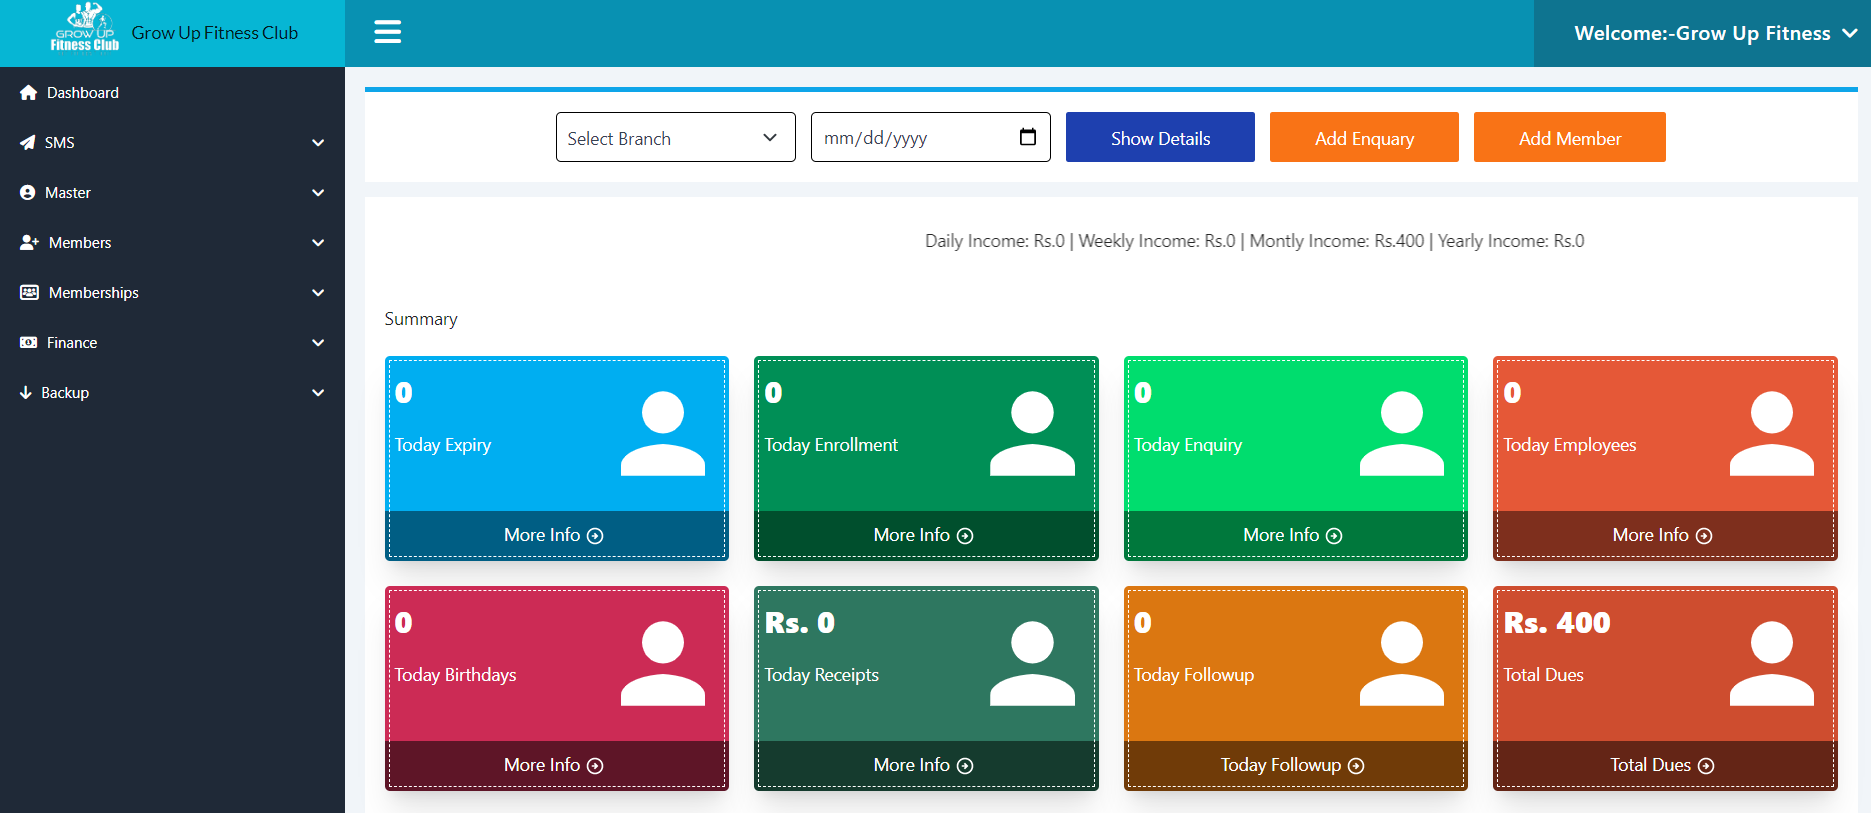 GROW UP
Fitness Club
Grow Up Fitness Club
Welcome:-Grow Up Fitness
Dashboard
SMS
Master
Members
Memberships
Finance
Backup
Select Branch
mm/dd/yyyy
Show Details
Add Enquary
Add Member
Daily Income: Rs.0 | Weekly Income: Rs.0 | Montly Income: Rs.400 | Yearly Income: Rs.0
Summary
0
Today Expiry
More Info
0
Today Enrollment
More Info
0
Today Enquiry
More Info
0
Today Employees
More Info
0
Today Birthdays
More Info
Rs. 0
Today Receipts
More Info
0
Today Followup
Today Followup
Rs. 400
Total Dues
Total Dues